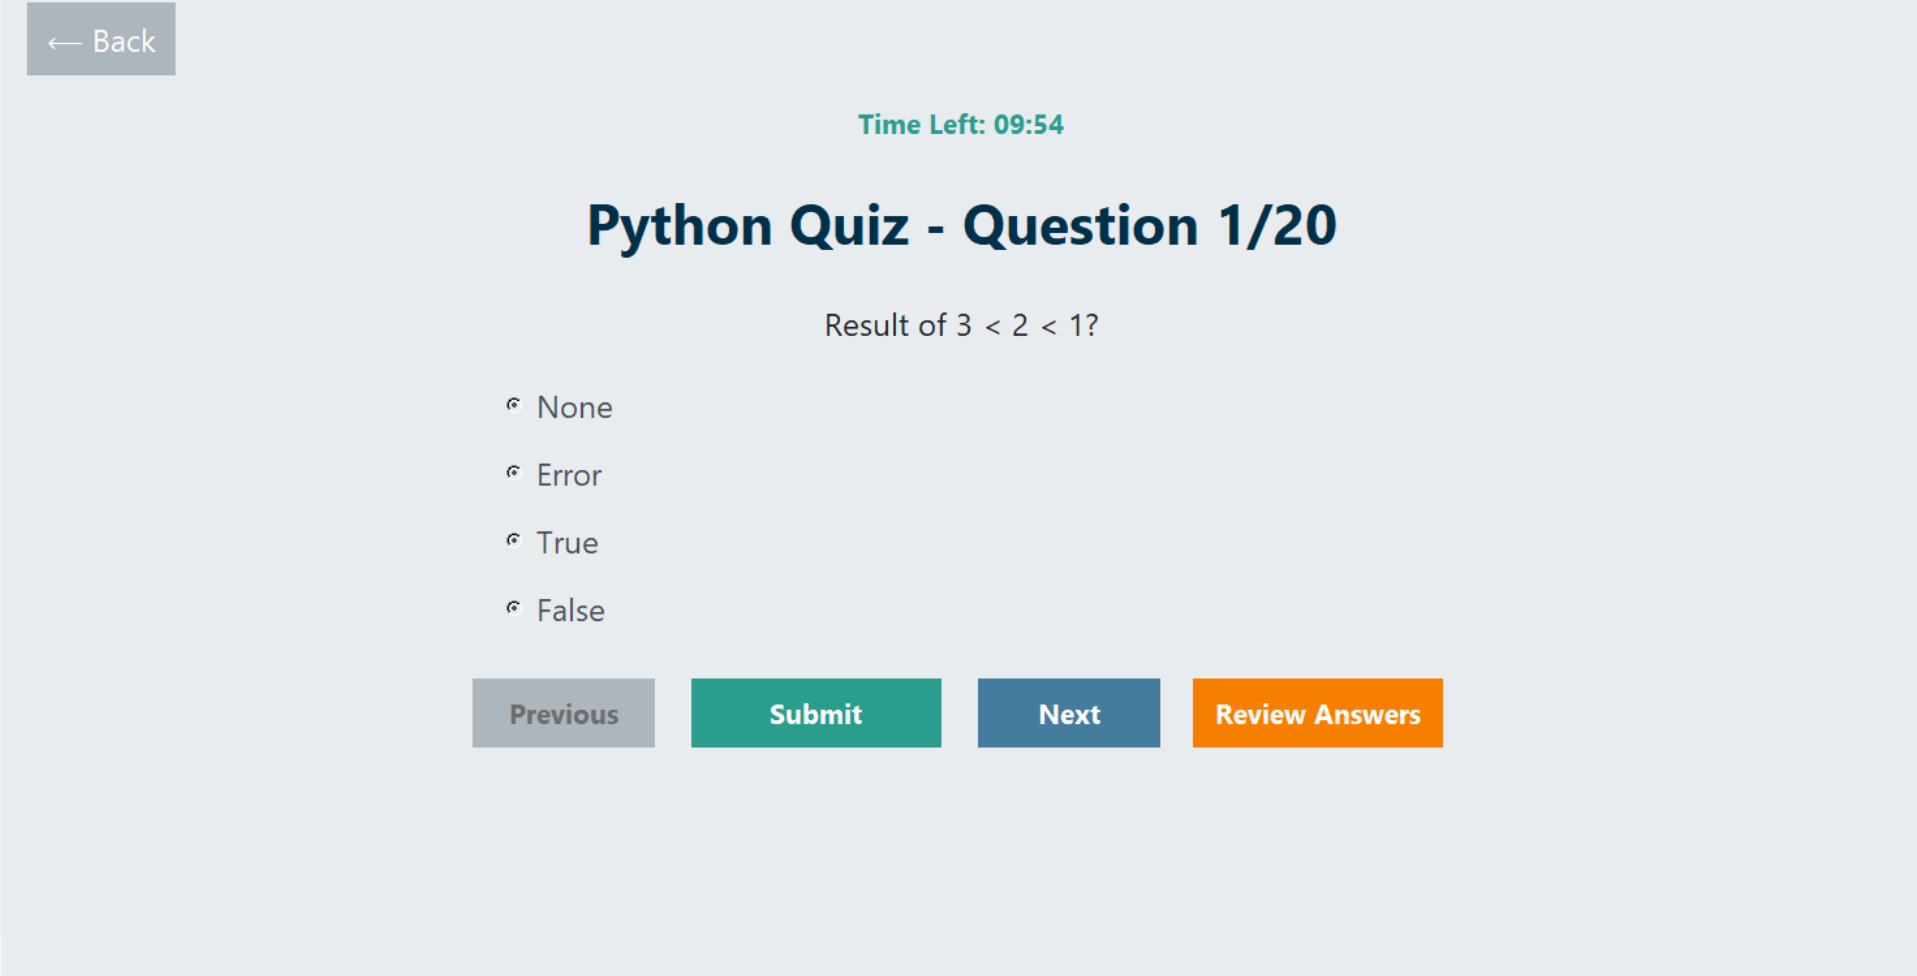 ← Back
Time Left: 09:54
Python Quiz - Question 1/20
Result of 3 < 2 < 1?
None
Error
True
False
Previous Submit Next Review Answers